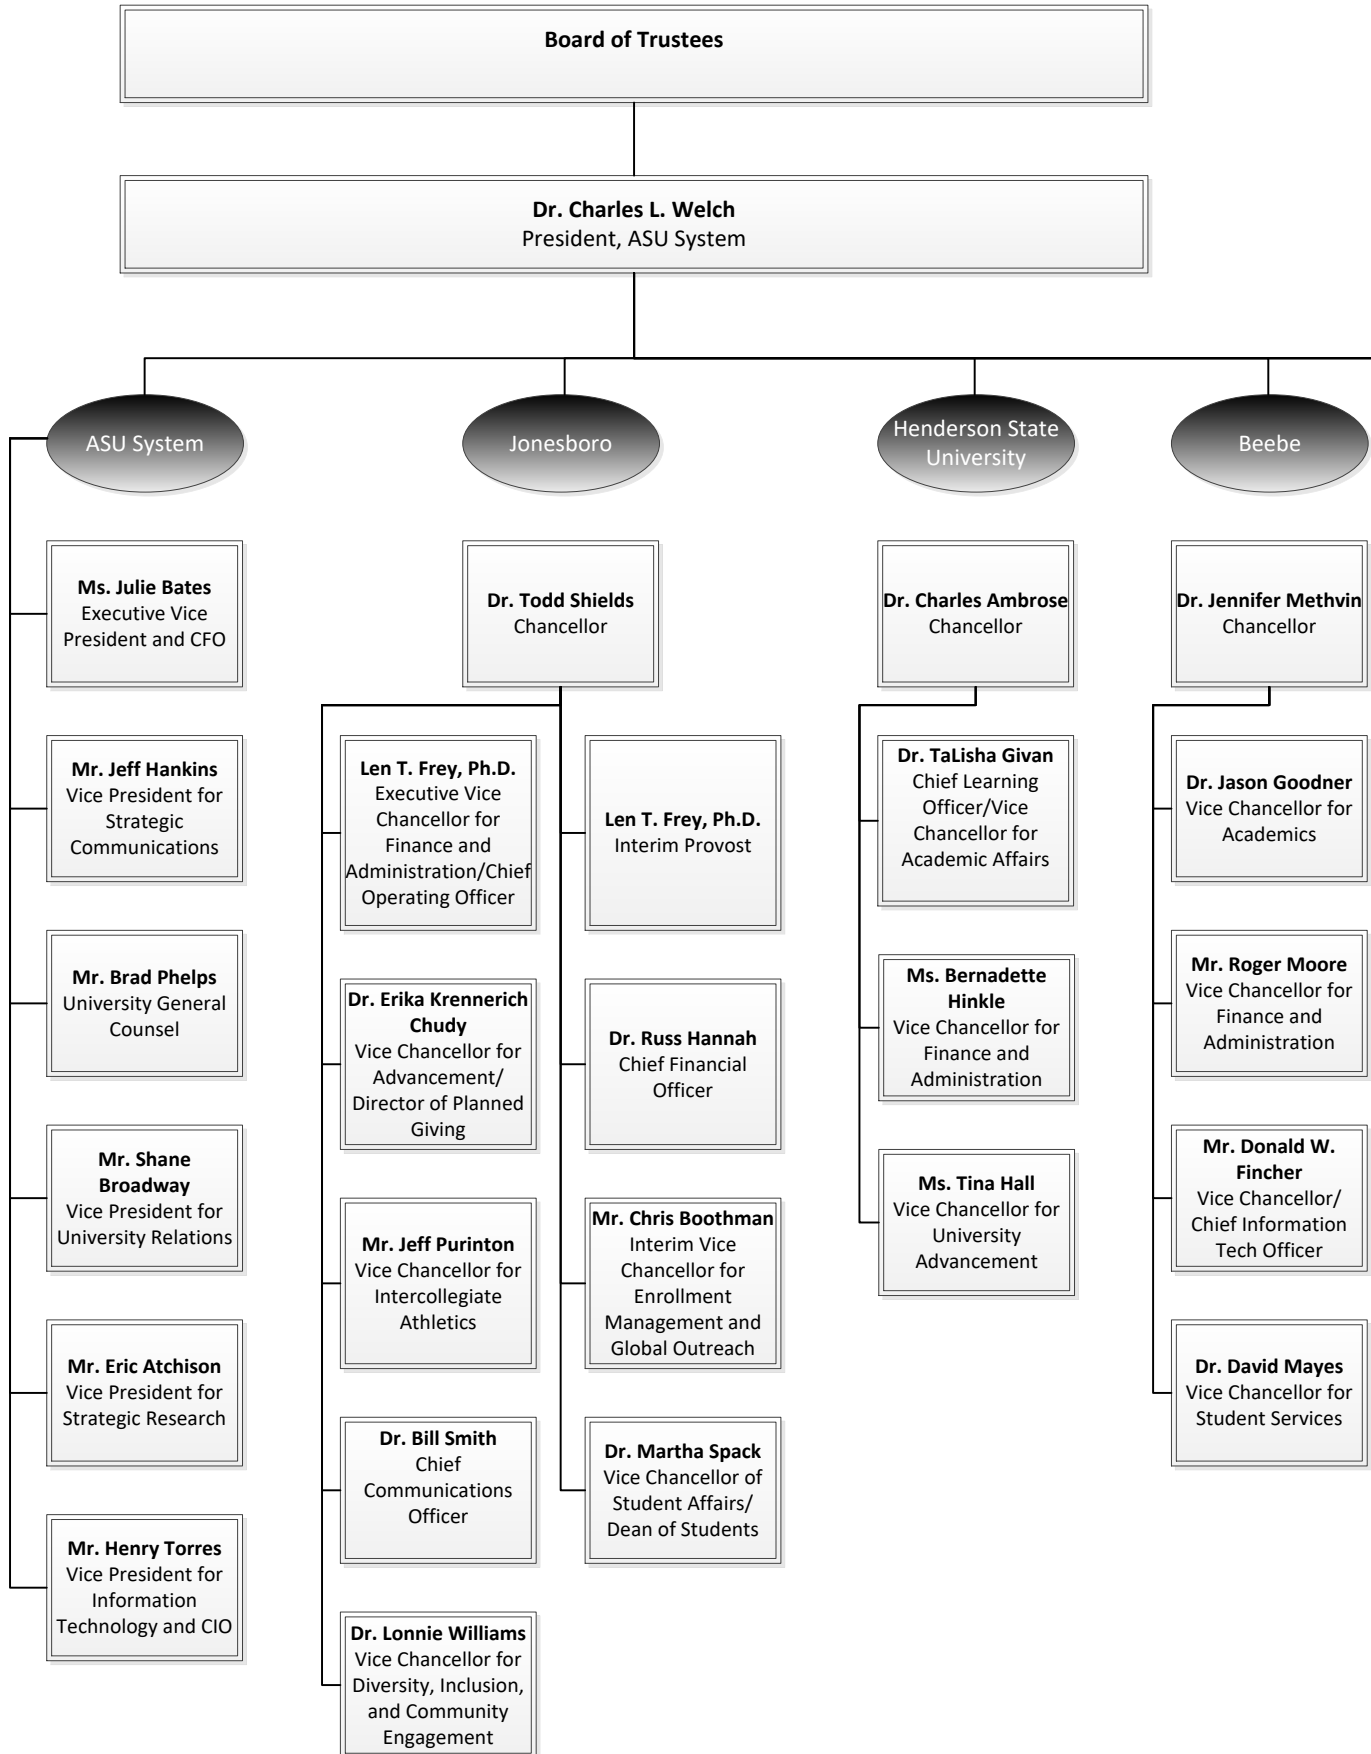 Board of Trustees
Dr. Charles L. Welch
President, ASU System
ASU System
Jonesboro
Henderson State
University
Beebe
Ms. Julie Bates
Executive Vice
President and CFO
Mr. Jeff Hankins
Vice President for
Strategic
Communications
Mr. Brad Phelps
University General
Counsel
Mr. Shane
Broadway
Vice President for
University Relations
Mr. Eric Atchison
Vice President for
Strategic Research
Mr. Henry Torres
Vice President for
Information
Technology and CIO
Dr. Todd Shields
Chancellor
Len T. Frey, Ph.D.
Executive Vice
Chancellor for
Finance and
Administration/Chief
Operating Officer
Dr. Erika Krennerich
Chudy
Vice Chancellor for
Advancement/
Director of Planned
Giving
Mr. Jeff Purinton
Vice Chancellor for
Intercollegiate
Athletics
Dr. Bill Smith
Chief
Communications
Officer
Dr. Lonnie Williams
Vice Chancellor for
Diversity, Inclusion,
and Community
Engagement
Len T. Frey, Ph.D.
Interim Provost
Dr. Russ Hannah
Chief Financial
Officer
Mr. Chris Boothman
Interim Vice
Chancellor for
Enrollment
Management and
Global Outreach
Dr. Martha Spack
Vice Chancellor of
Student Affairs/
Dean of Students
Dr. Charles Ambrose
Chancellor
Dr. TaLisha Givan
Chief Learning
Officer/Vice
Chancellor for
Academic Affairs
Ms. Bernadette
Hinkle
Vice Chancellor for
Finance and
Administration
Ms. Tina Hall
Vice Chancellor for
University
Advancement
Dr. Jennifer Methvin
Chancellor
Dr. Jason Goodner
Vice Chancellor for
Academics
Mr. Roger Moore
Vice Chancellor for
Finance and
Administration
Mr. Donald W.
Fincher
Vice Chancellor/
Chief Information
Tech Officer
Dr. David Mayes
Vice Chancellor for
Student Services